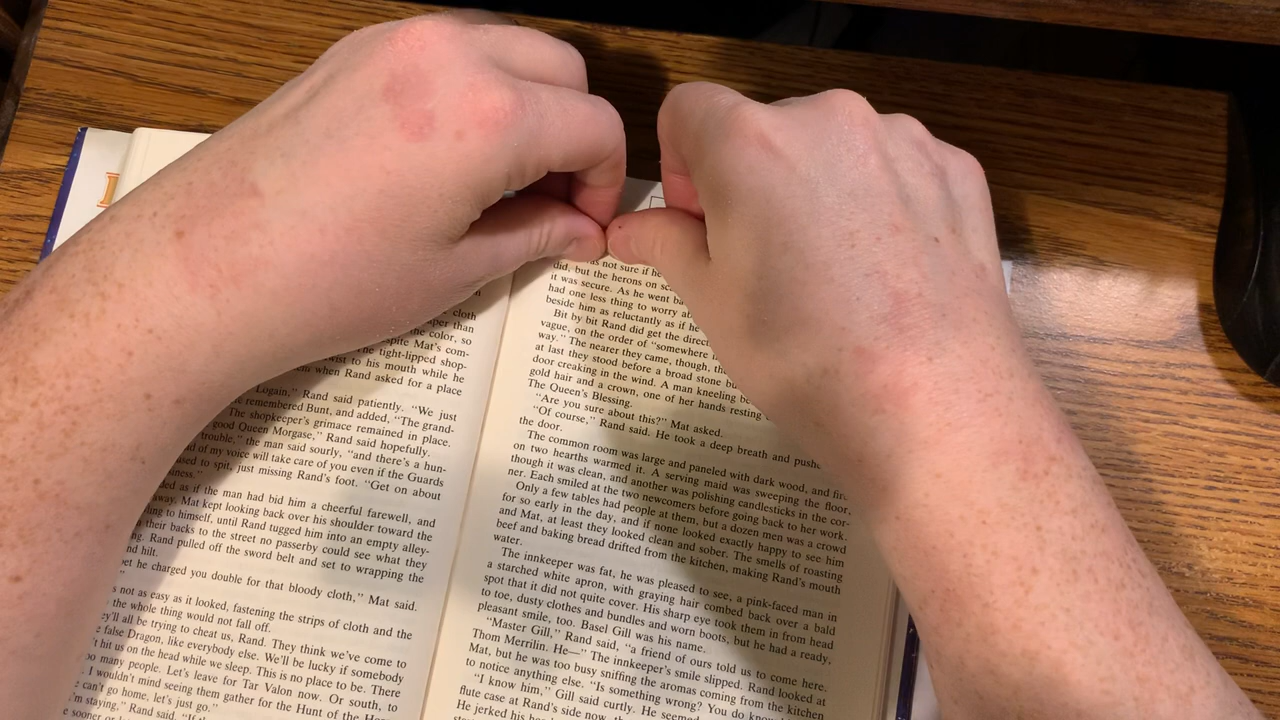 I
cloth
aper than
the color, so
spite Mat's com-
twist to his mouth while he
them when Rand asked for a place
Logain,” Rand said patiently. “We just
remembered Bunt, and added, “The grand-
The shopkeeper's grimace remained in place.
good Queen Morgase,” Rand said hopefully.
trouble,” the man said sourly, “and there's a hun-
of my voice will take care of you even if the Guards
to spit, just missing Rand's foot. “Get on about
as if the man had bid him a cheerful farewell, and
away. Mat kept looking back over his shoulder toward the
to himself, until Rand tugged him into an empty alley-
their backs to the street no passerby could see what they
Rand pulled off the sword belt and set to wrapping the
hilt.
he charged you double for that bloody cloth,” Mat said.
not as easy as it looked, fastening the strips of cloth and the
the whole thing would not fall off.
all be trying to cheat us, Rand. They think we've come to
false Dragon, like everybody else. We'll be lucky if somebody
hit us on the head while we sleep. This is no place to be. There
many people. Let's leave for Tar Valon now. Or south, to
I wouldn't mind seeing them gather for the Hunt of the
can't go home, let's just go.”
staying,” Rand said. “If
sooner or
was not sure if he
did, but the herons on
it was secure. As he went
had one less thing to worry
beside him as reluctantly as if he
Bit by bit Rand did get the
vague, on the order of “somewhere
way.” The nearer they came, though,
at last they stood before a broad stone
door creaking in the wind. A man kneeling
gold hair and a crown, one of her hands resting
The Queen's Blessing.
“Are you sure about this?” Mat asked.
“Of course,” Rand said. He took a deep breath and
the door.
The common room was large and paneled with dark wood, and
on two hearths warmed it. A serving maid was sweeping the floor,
though it was clean, and another was polishing candlesticks in the cor-
ner. Each smiled at the two newcomers before going back to her work.
Only a few tables had people at them, but a dozen men was a crowd
for so early in the day, and if none looked exactly happy to see him
and Mat, at least they looked clean and sober. The smells of roasting
beef and baking bread drifted from the kitchen, making Rand's mouth
water.
The innkeeper was fat, he was pleased to see, a pink-faced man in
a starched white apron, with graying hair combed back over a bald
spot that it did not quite cover. His sharp eye took them in from head
to toe, dusty clothes and bundles and worn boots, but he had a ready,
pleasant smile, too. Basel Gill was his name.
“Master Gill,” Rand said, “a friend of ours told us to come here.
Thom Merrilin. He—” The innkeeper's smile slipped. Rand looked at
Mat, but he was too busy sniffing the aromas coming from the kitchen
to notice anything else. “Is something wrong? You do know
“I know him,” Gill said curtly. He seemed
flute case at Rand's side now,
He jerked his